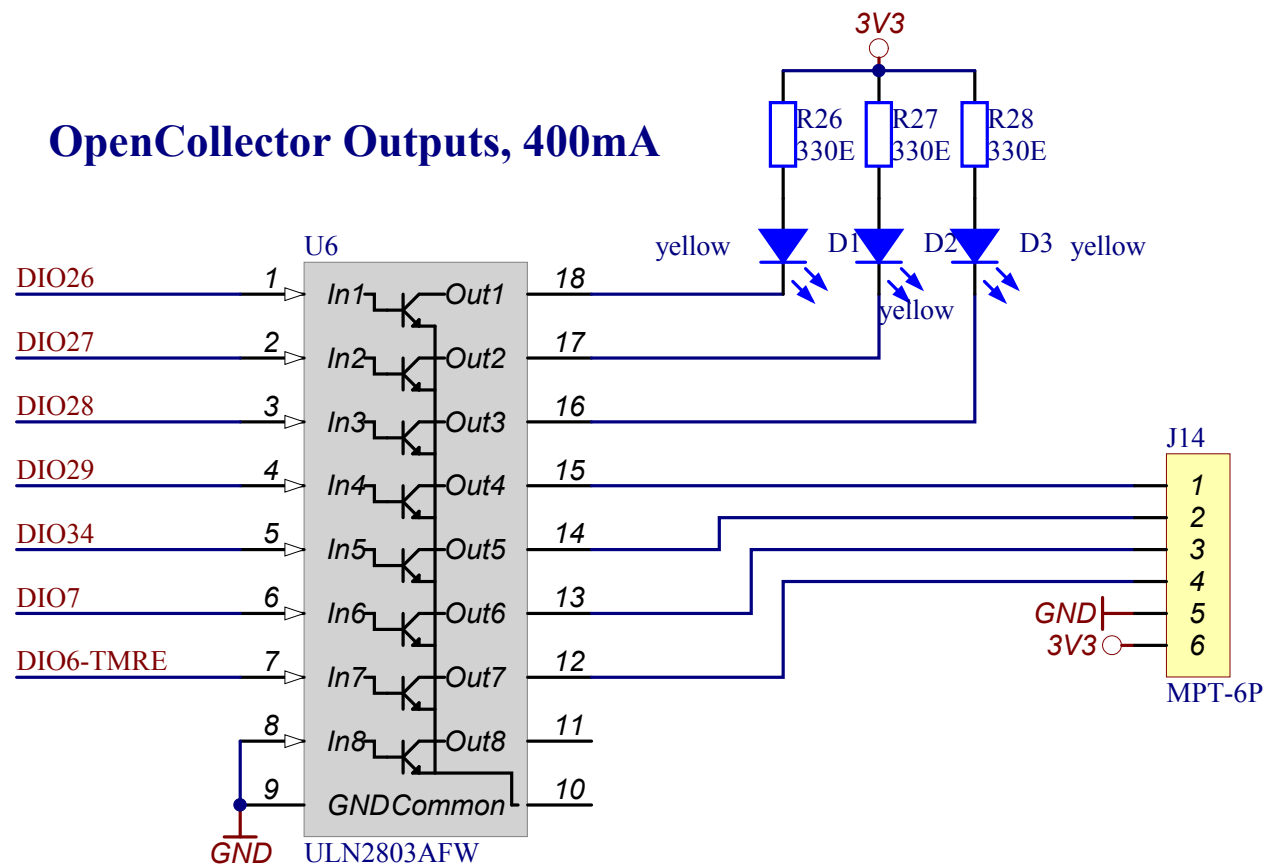 3V3
OpenCollector Outputs, 400mA
R26 R27 R28
330E 330E 330E
U6
yellow D1 D2 D3 yellow
yellow
DIO26 1 In1 Out1 18
DIO27 2 In2 Out2 17
DIO28 3 In3 Out3 16
J14
DIO29 4 In4 Out4 15 1
2
DIO34 5 In5 Out5 14 3
4
DIO7 6 In6 Out6 13 GND 5
3V3 6
DIO6-TMRE 7 In7 Out7 12
MPT-6P
8 In8 Out8 11
9 GND Common 10
GND ULN2803AFW